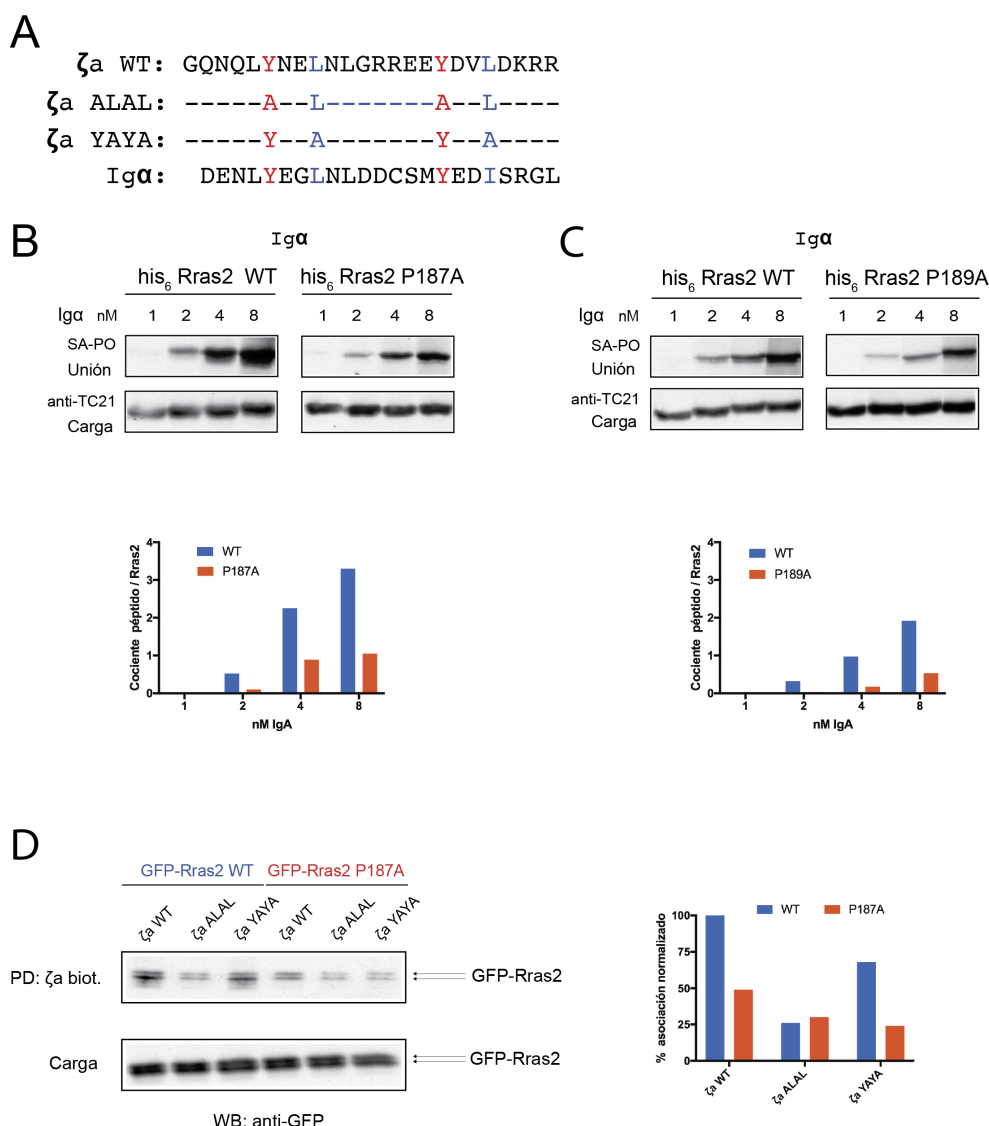 A
ζa WT: GQNQLYNELNLGRREEYDVLDKRR
ζa ALAL: -----A--L-------A--L----
ζa YAYA: -----Y--A-------Y--A----
Igα: DENLYEGLNLDDCSMYEDISRGL
B
Igα
his6 Rras2 WT his6 Rras2 P187A
Igα nM 1 2 4 8 1 2 4 8
SA-PO
Unión
anti-TC21
Carga
4
3
2
1
0
Cociente péptido / Rras2
WT
P187A
1 2 4 8
nM IgA
C
Igα
his6 Rras2 WT his6 Rras2 P189A
Igα nM 1 2 4 8 1 2 4 8
SA-PO
Unión
anti-TC21
Carga
4
3
2
1
0
Cociente péptido / Rras2
WT
P189A
1 2 4 8
nM IgA
D
GFP-Rras2 WT GFP-Rras2 P187A
ζa WT ζa ALAL ζa YAYA ζa WT ζa ALAL ζa YAYA
PD: ζa biot. GFP-Rras2
Carga GFP-Rras2
WB: anti-GFP
WT P187A
100
75
50
25
0
% asociación normalizado
ζa WT ζa ALAL ζa YAYA